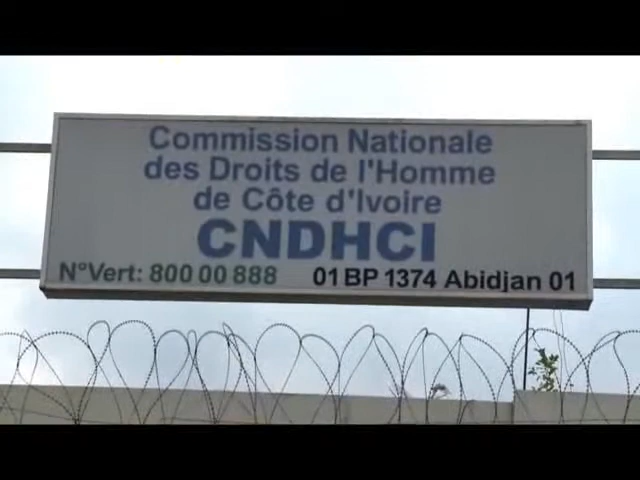 Commission Nationale
des Droits de l'Homme
de Côte d'Ivoire
CNDHCI
N°Vert: 800 00 888 01 BP 1374 Abidjan 01